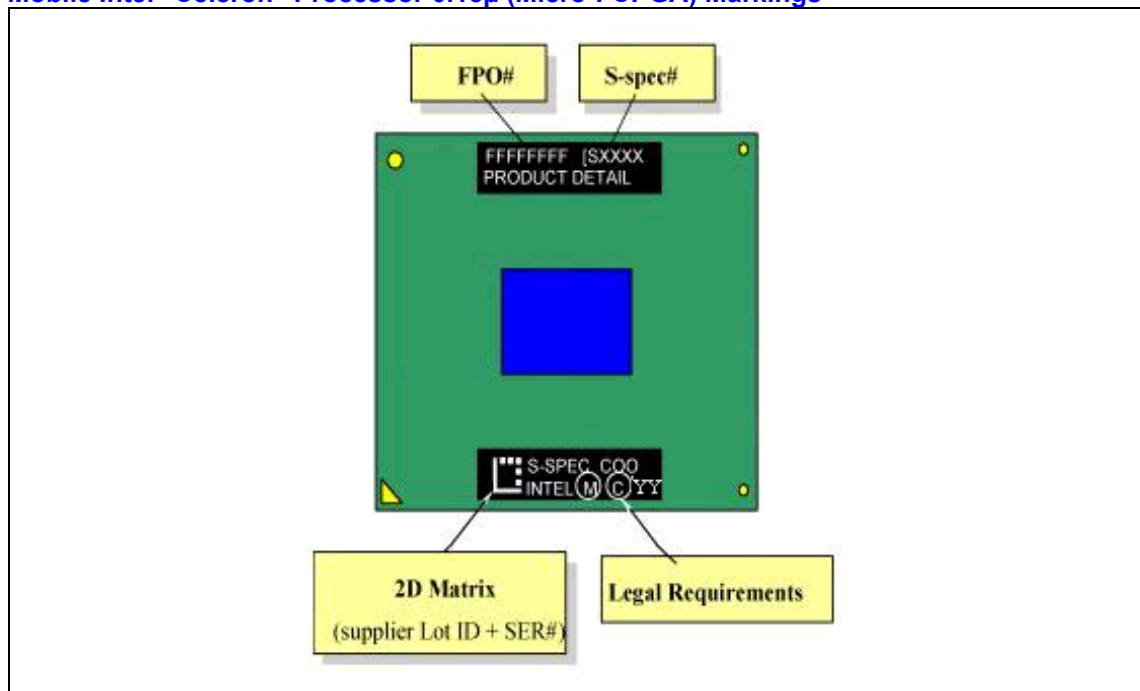 FPO#
S-spec#
FFFFFFFF [SXXXX
PRODUCT DETAIL
S-SPEC COO
INTEL Ⓜ Ⓒ YY
2D Matrix
(supplier Lot ID + SER#)
Legal Requirements